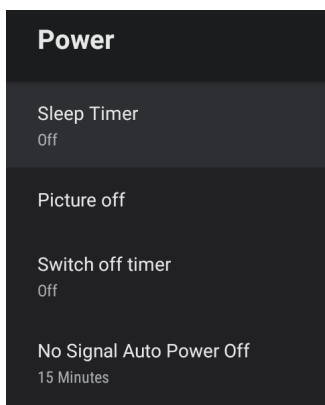 Power
Sleep Timer
Off
Picture off
Switch off timer
Off
No Signal Auto Power Off
15 Minutes